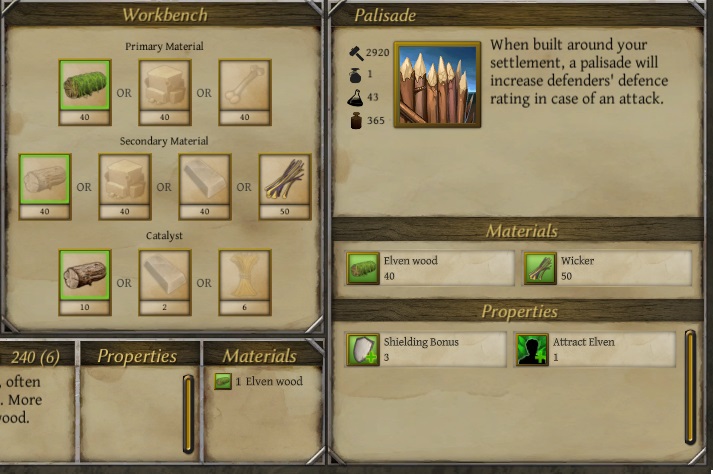 Workbench
Primary Material
OR
OR
40
40
40
Secondary Material
OR
OR
OR
40
40
40
50
Catalyst
OR
OR
10
2
6
240 (6)
, often
. More
vood.
Properties
Materials
1 Elven wood
Palisade
2920
1
43
365
When built around your
settlement, a palisade will
increase defenders' defence
rating in case of an attack.
Materials
Elven wood
40
Wicker
50
Properties
Shielding Bonus
3
Attract Elven
1